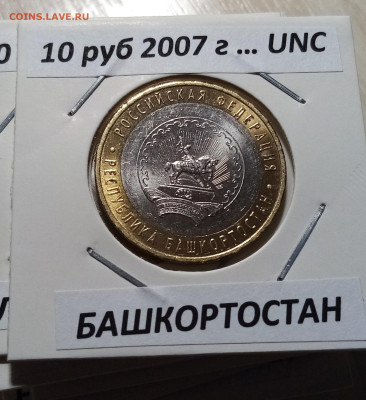 COINS.LAVE.RU
10 руб 2007 г ... UNC
РОССИЙСКАЯ ФЕДЕРАЦИЯ
РЕСПУБЛИКА БАШКОРТОСТАН
БАШКОРТОСТАН